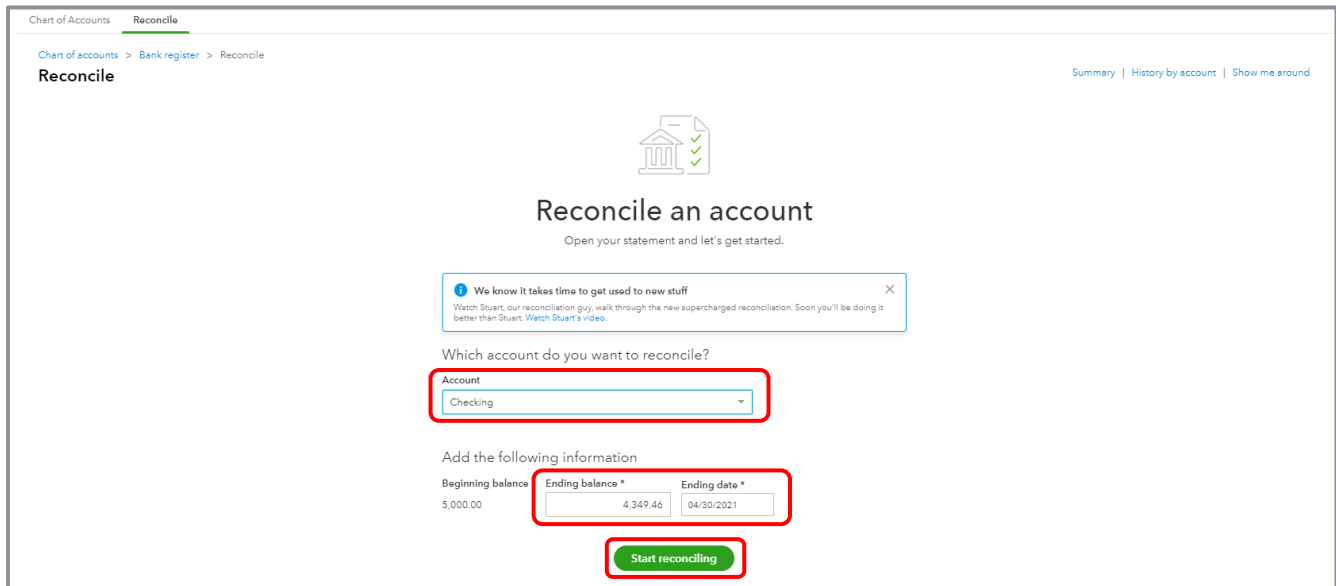 Chart of Accounts Reconcile
Chart of accounts > Bank register > Reconcile
Reconcile
Summary | History by account | Show me around
Reconcile an account
Open your statement and let's get started.
We know it takes time to get used to new stuff
Watch Stuart, our reconciliation guy, walk through the new supercharged reconciliation. Soon you'll be doing it
better than Stuart. Watch Stuart's video.
Which account do you want to reconcile?
Account
Checking
Add the following information
Beginning balance Ending balance * Ending date *
5,000.00 4,349.46 04/30/2021
Start reconciling